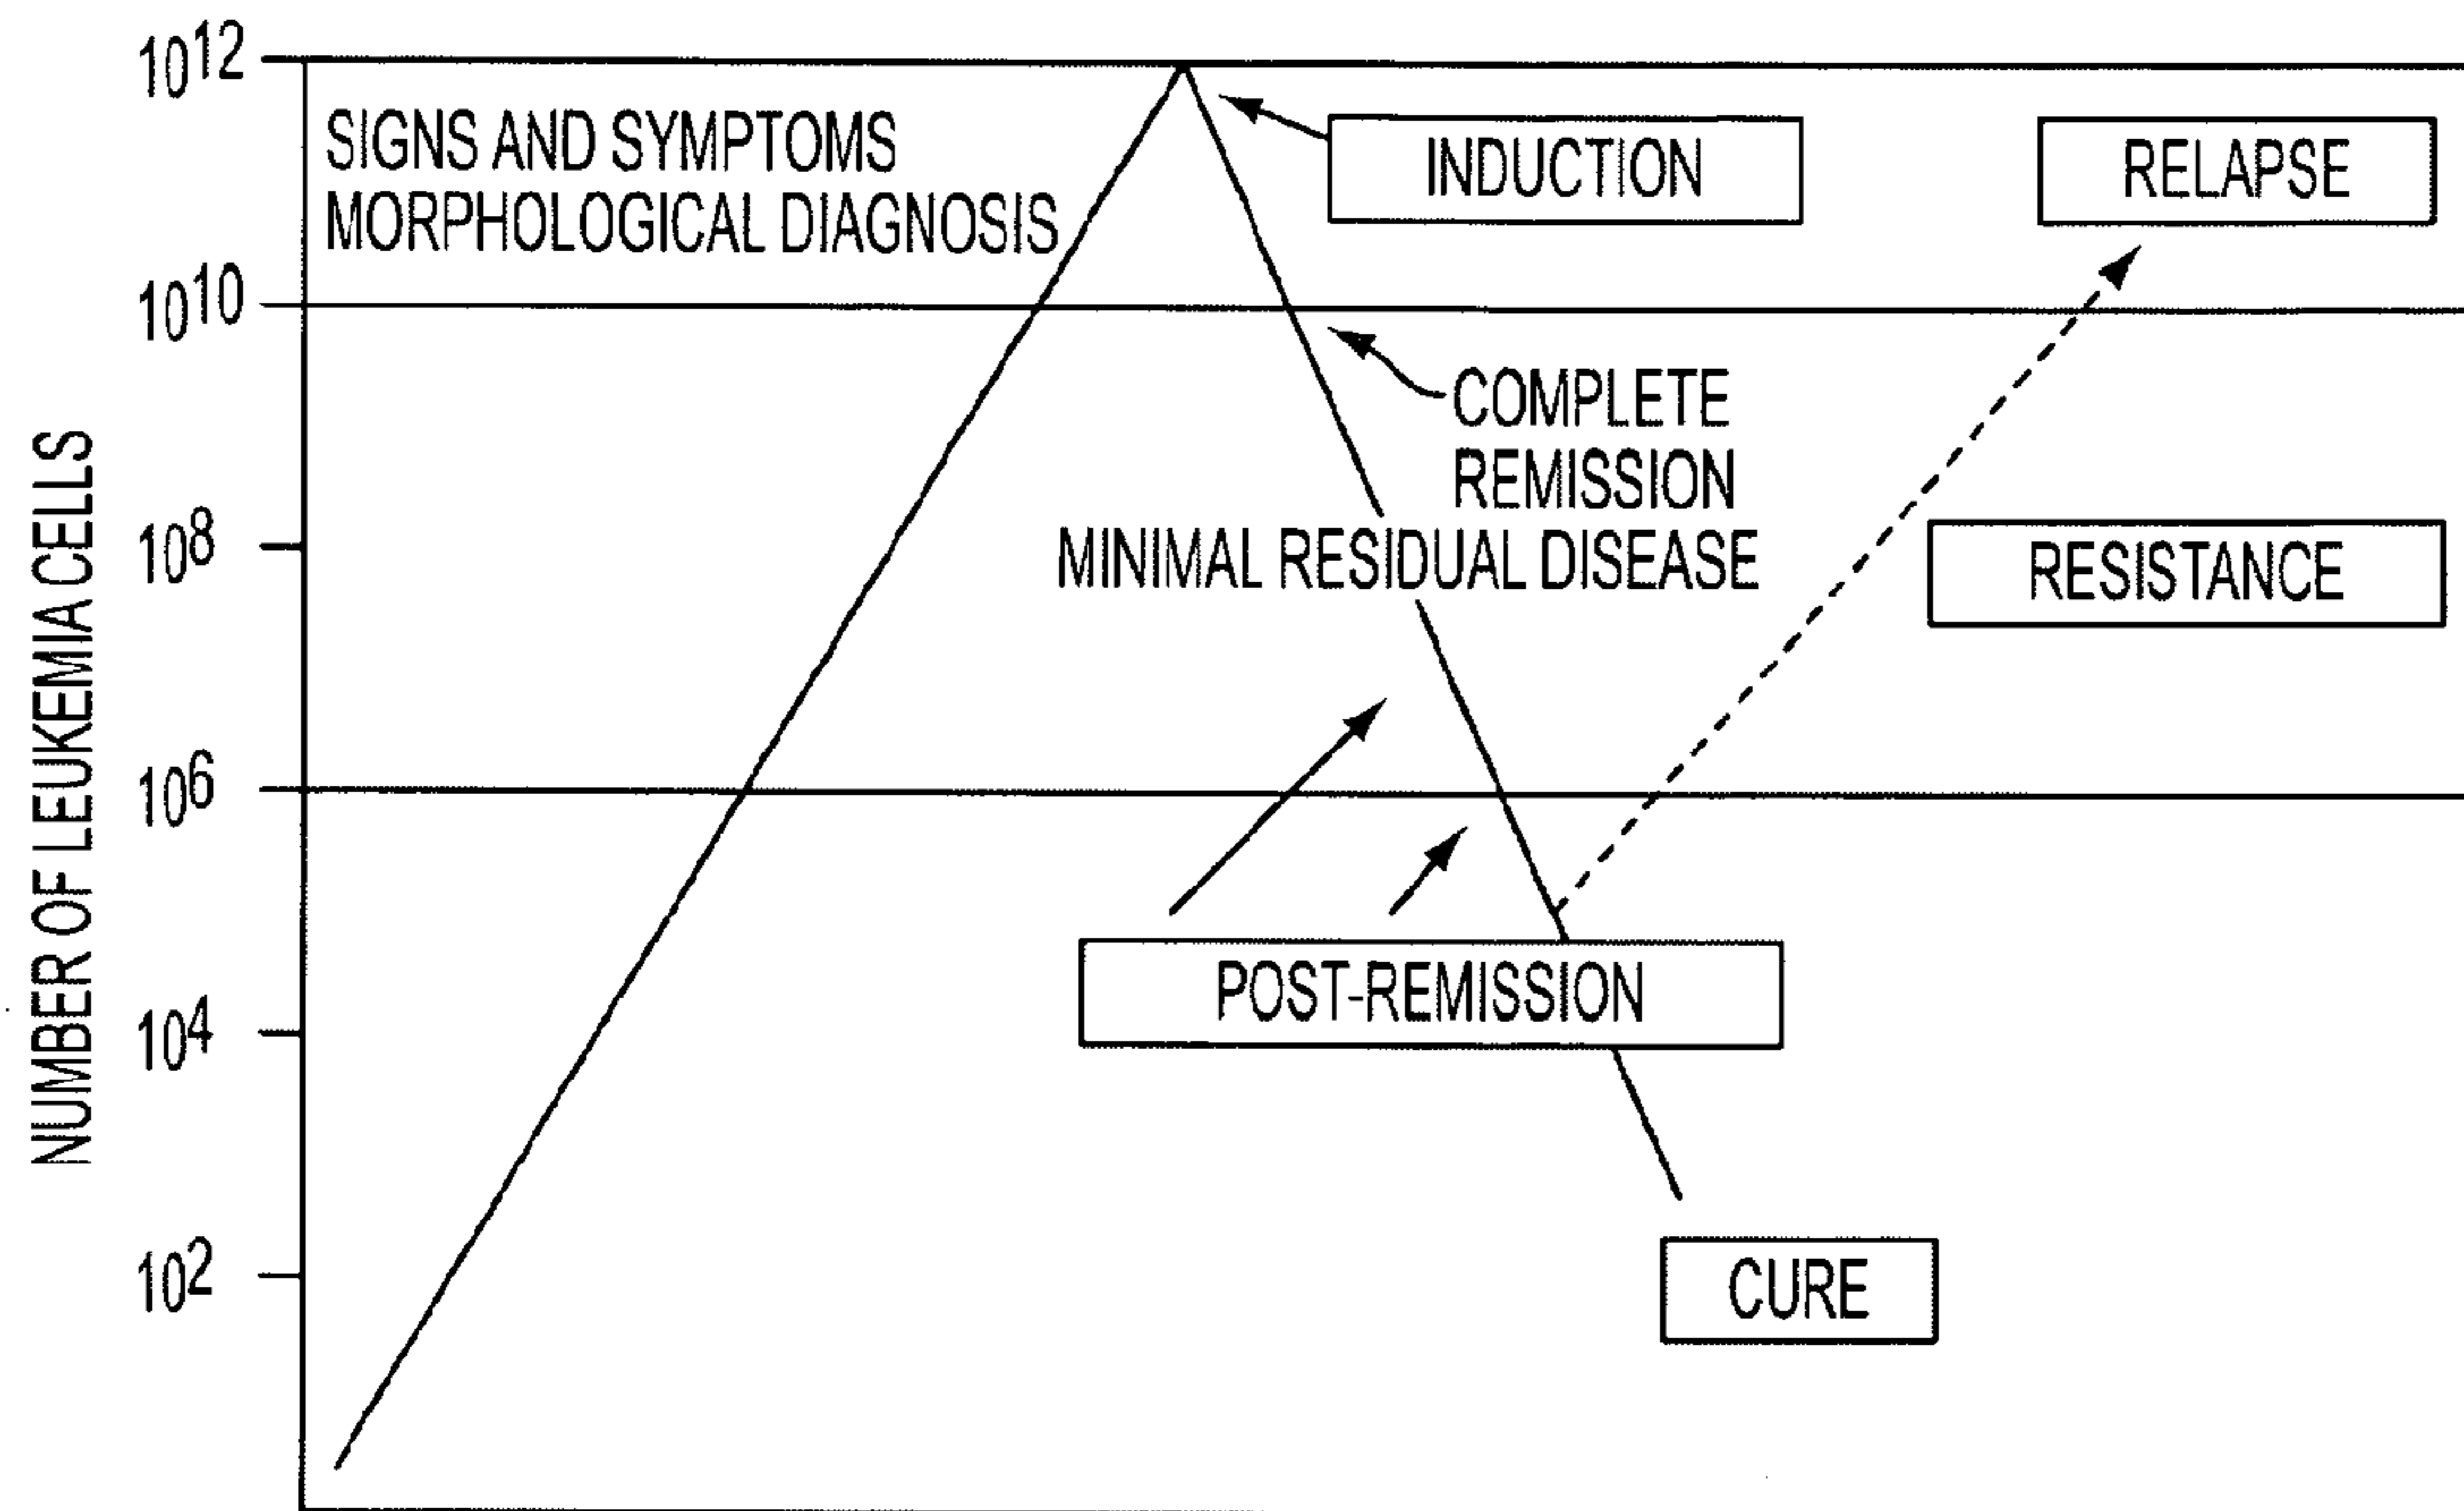 NUMBER OF LEUKEMIA CELLS
10¹²
10¹⁰
10⁸
10⁶
10⁴
10²
SIGNS AND SYMPTOMS
MORPHOLOGICAL DIAGNOSIS
INDUCTION
RELAPSE
COMPLETE
REMISSION
MINIMAL RESIDUAL DISEASE
RESISTANCE
POST-REMISSION
CURE